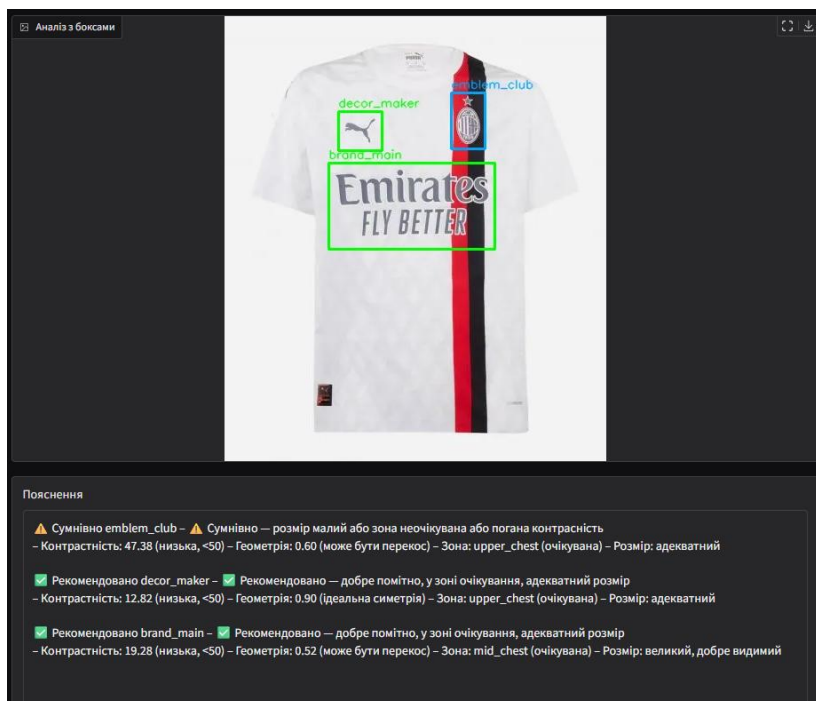 Аналіз з боксами
emblem_club
decor_maker
brand_main
Emirates
FLY BETTER
Пояснення
⚠️ Сумнівно emblem_club – ⚠️ Сумнівно — розмір малий або зона неочікувана або погана контрасність
– Контрастність: 47.38 (низька, <50) – Геометрія: 0.60 (може бути перекос) – Зона: upper_chest (очікувана) – Розмір: адекватний
✅ Рекомендовано decor_maker – ✅ Рекомендовано — добре помітно, у зоні очікування, адекватний розмір
– Контрастність: 12.82 (низька, <50) – Геометрія: 0.90 (ідеальна симетрія) – Зона: upper_chest (очікувана) – Розмір: адекватний
✅ Рекомендовано brand_main – ✅ Рекомендовано — добре помітно, у зоні очікування, адекватний розмір
– Контрастність: 19.28 (низька, <50) – Геометрія: 0.52 (може бути перекос) – Зона: mid_chest (очікувана) – Розмір: великий, добре видимий